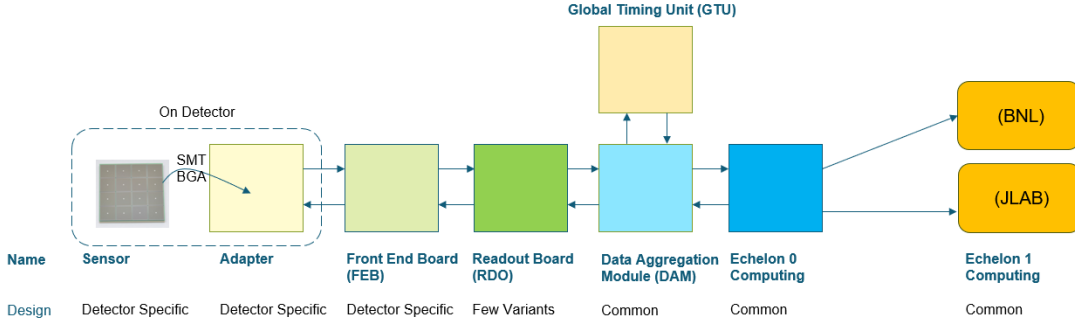 Global Timing Unit (GTU)
On Detector
SMT
BGA
(BNL)
(JLAB)
Name Sensor Adapter Front End Board (FEB) Readout Board (RDO) Data Aggregation Module (DAM) Echelon 0 Computing Echelon 1 Computing
Design Detector Specific Detector Specific Detector Specific Few Variants Common Common Common